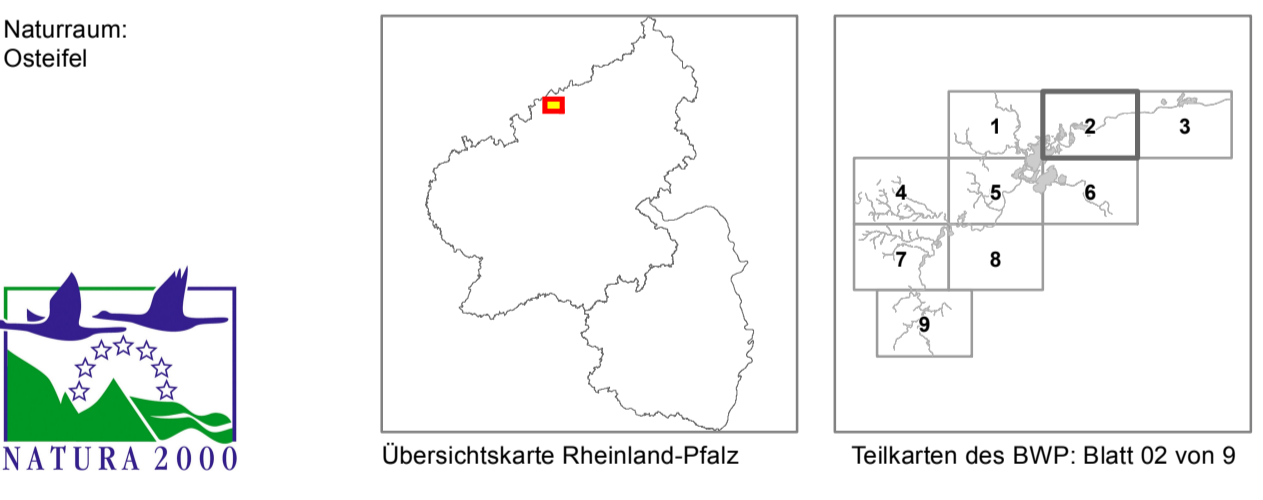 Naturraum:
Osteifel
NATURA 2000
Übersichtskarte Rheinland-Pfalz
1
2
3
4
5
6
7
8
9
Teilkarten des BWP: Blatt 02 von 9